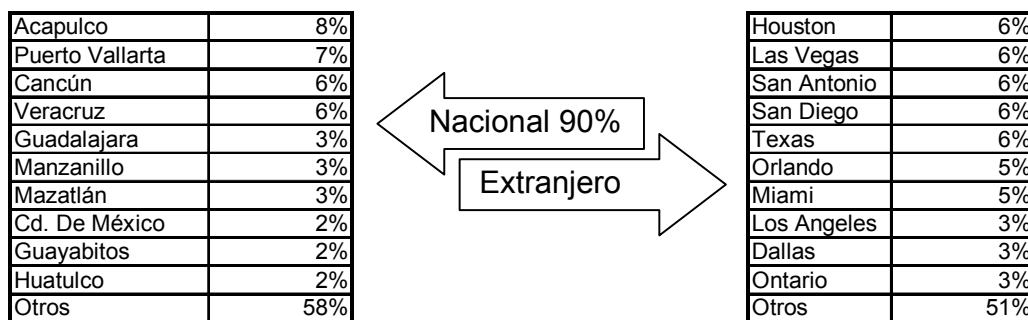 Acapulco 8%
Puerto Vallarta 7%
Cancún 6%
Veracruz 6%
Guadalajara 3%
Manzanillo 3%
Mazatlán 3%
Cd. De México 2%
Guayabitos 2%
Huatulco 2%
Otros 58%
Nacional 90%
Extranjero
Houston 6%
Las Vegas 6%
San Antonio 6%
San Diego 6%
Texas 6%
Orlando 5%
Miami 5%
Los Angeles 3%
Dallas 3%
Ontario 3%
Otros 51%